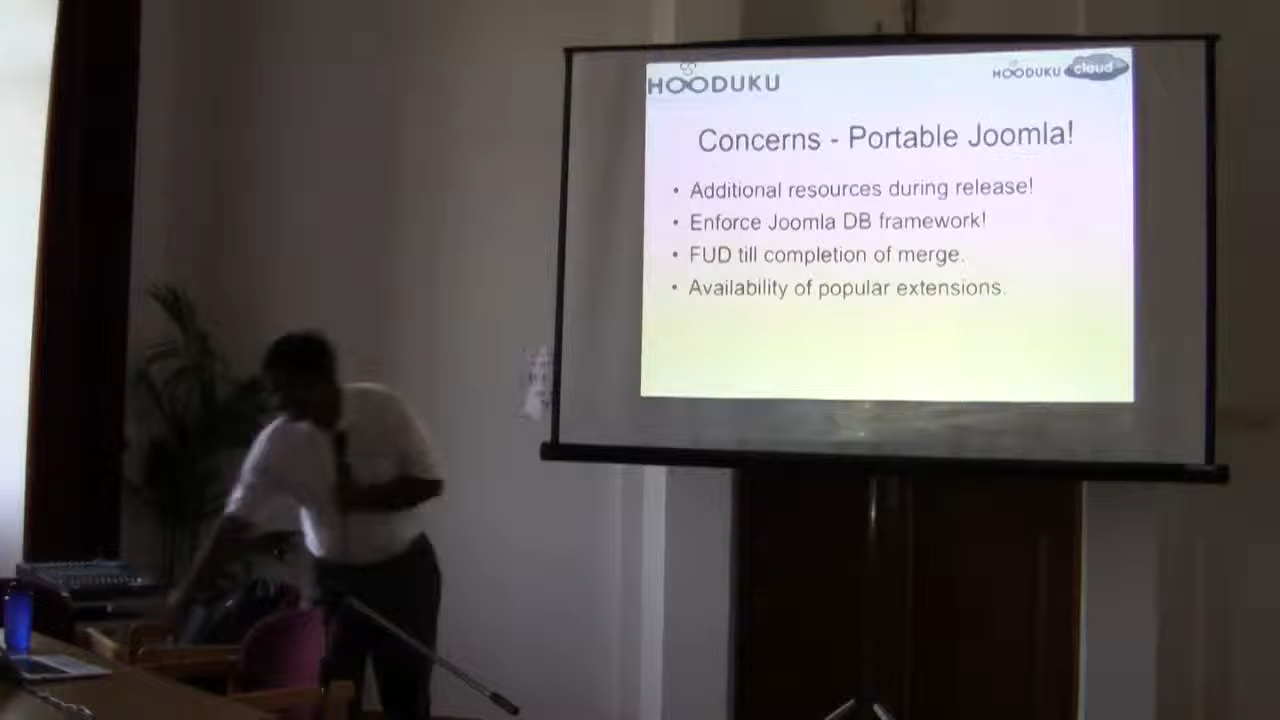 HOODUKU
HOODUKU cloud
Concerns - Portable Joomla!
• Additional resources during release!
• Enforce Joomla DB framework!
• FUD till completion of merge.
• Availability of popular extensions.